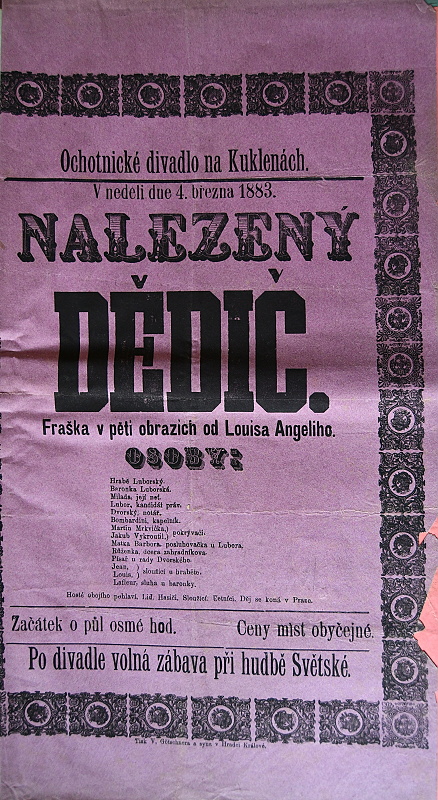 Ochotnické divadlo na Kuklenách.
V neděli dne 4. března 1883.
NALEZENÝ
DĚDIČ.
Fraška v pěti obrazích od Louisa Angeliho.
OSOBY:
Hrabě Luborský.
Baronka Luborská.
Milada, její neť.
Lubor, kandidát práv.
Dvorský, notář.
Bombardini, kapelník.
Martin Mrkvička,)
Jakub Vykroutil,) pokrývači.
Matka Barbora, posluhovačka u Lubora.
Růženka, dcera zahradníkova.
Písař u rady Dvorského.
Jean, )
Louis, ) sloužící u hraběte.
Lafleur, sluha u baronky.
Hosté obojího pohlaví. Lid. Hasiči, Sloužící. Četníci, Děj se koná v Praze.
Začátek o půl osmé hod. Ceny míst obyčejné.
Po divadle volná zábava při hudbě Světské.
Tisk V. Götschnera a syna v Hradci Králové.